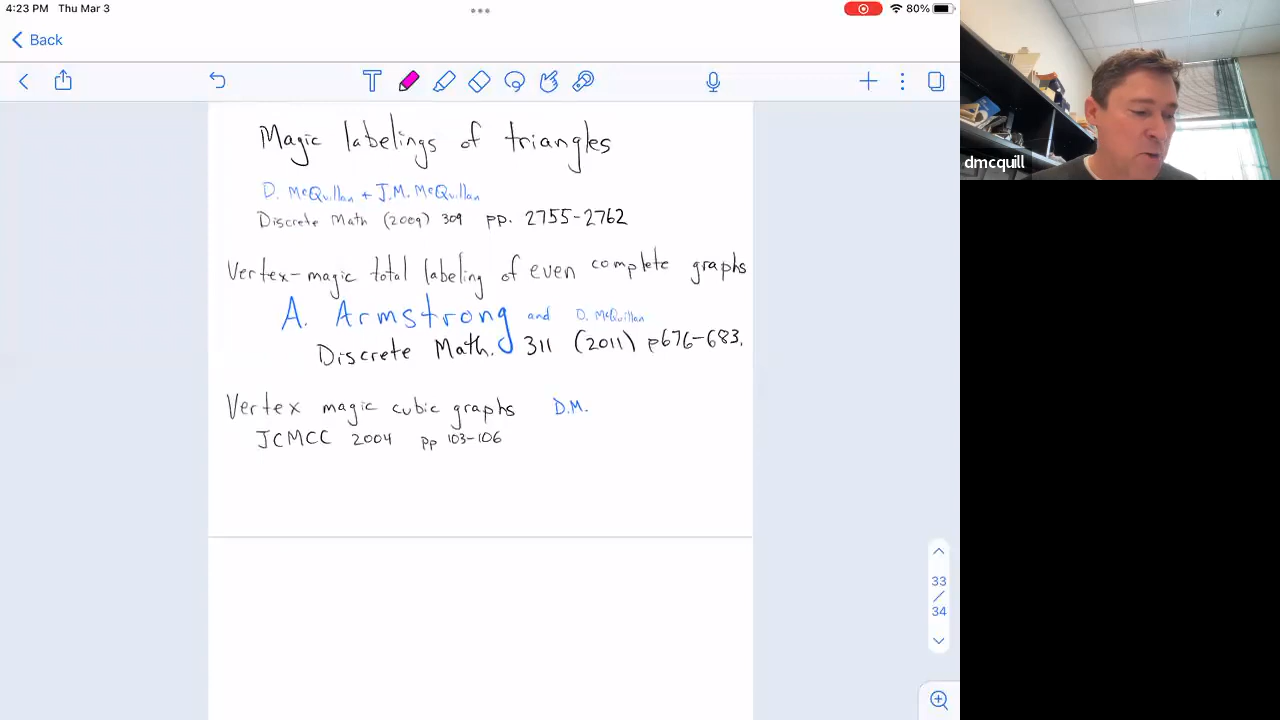 4:23 PM Thu Mar 3
80%
Back
T
Magic labelings of triangles
D. McQuillan + J.M. McQuillan
Discrete Math (2009) 309 pp. 2755-2762
Vertex-magic total labeling of even complete graphs
A. Armstrong and D. McQuillan
Discrete Math. 311 (2011) p676-683.
Vertex magic cubic graphs D.M.
JCMCC 2004 pp 103-106
33
/
34
dmcquill